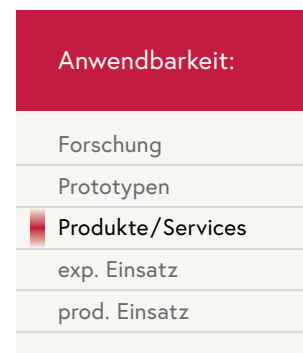 Anwendbarkeit:
Forschung
Prototypen
Produkte/Services
exp. Einsatz
prod. Einsatz